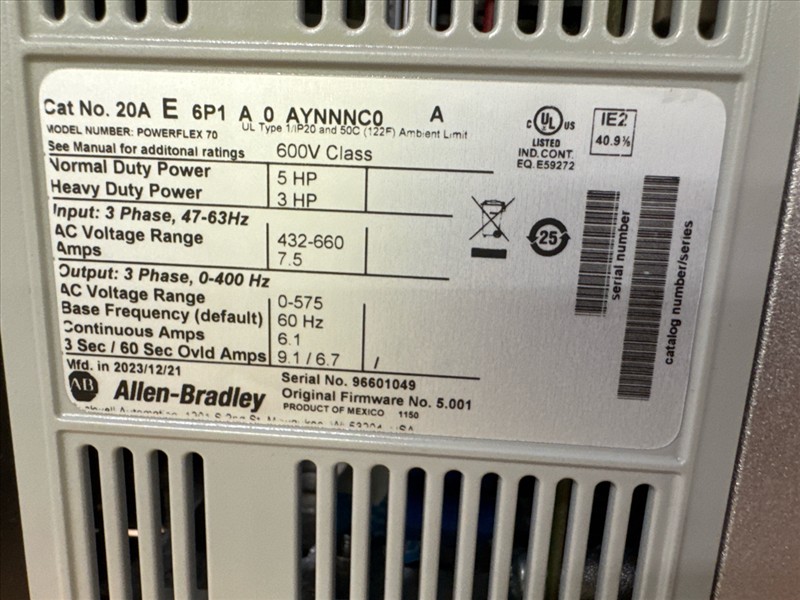 Cat No. 20A E 6P1 A 0 AYNNNC0 A
MODEL NUMBER: POWERFLEX 70
UL Type 1/IP20 and 50C (122F) Ambient Limit
See Manual for additonal ratings 600V Class
Normal Duty Power 5 HP
Heavy Duty Power 3 HP
Input: 3 Phase, 47-63Hz
AC Voltage Range 432-660
Amps 7.5
Output: 3 Phase, 0-400 Hz
AC Voltage Range 0-575
Base Frequency (default) 60 Hz
Continuous Amps 6.1
3 Sec / 60 Sec Ovld Amps 9.1 / 6.7 /
Mfd. in 2023/12/21
Serial No. 96601049
AB Allen-Bradley
Original Firmware No. 5.001
PRODUCT OF MEXICO 1150
C UL US
LISTED
IND.CONT.
EQ.E59272
IE2
40.9%
25
serial number
catalog number/series